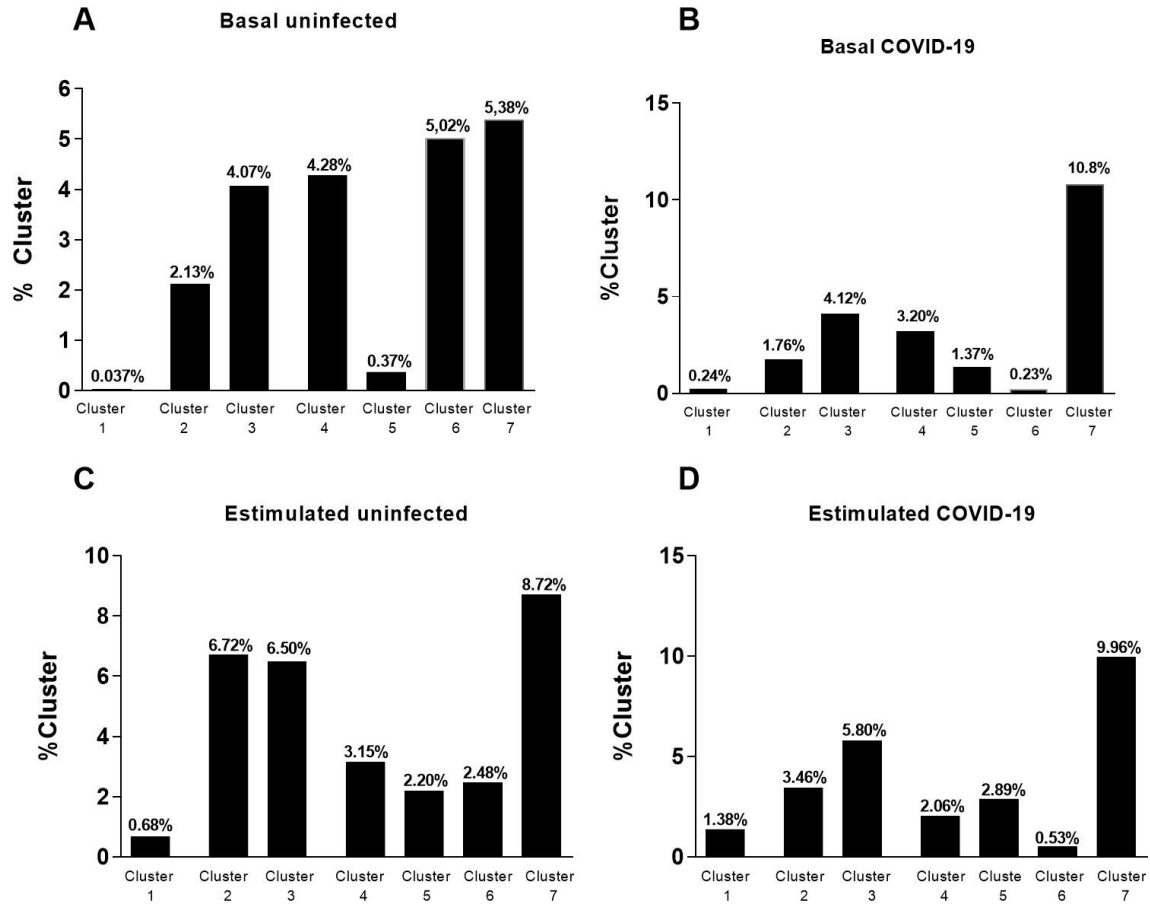 A
Basal uninfected
% Cluster
6
5
4
3
2
1
0
0.037%
2.13%
4.07%
4.28%
0.37%
5,02%
5,38%
Cluster 1
Cluster 2
Cluster 3
Cluster 4
Cluster 5
Cluster 6
Cluster 7
B
Basal COVID-19
%Cluster
15
10
5
0
0.24%
1.76%
4.12%
3.20%
1.37%
0.23%
10.8%
Cluster 1
Cluster 2
Cluster 3
Cluster 4
Cluster 5
Cluster 6
Cluster 7
C
Estimulated uninfected
%Cluster
10
8
6
4
2
0
0.68%
6.72%
6.50%
3.15%
2.20%
2.48%
8.72%
Cluster 1
Cluster 2
Cluster 3
Cluster 4
Cluster 5
Cluster 6
Cluster 7
D
Estimulated COVID-19
%Cluster
15
10
5
0
1.38%
3.46%
5.80%
2.06%
2.89%
0.53%
9.96%
Cluster 1
Cluster 2
Cluster 3
Cluster 4
Cluste 5
Cluster 6
Cluster 7